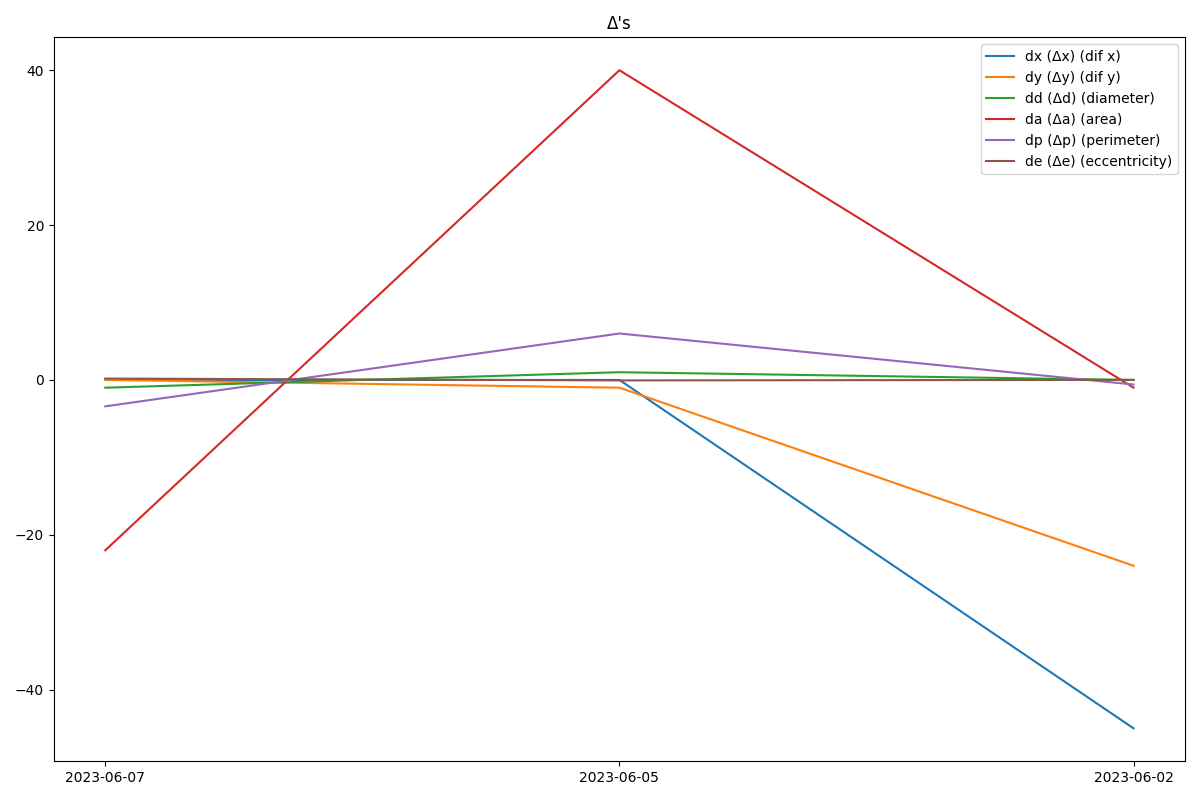 Δ's
dx (Δx) (dif x)
dy (Δy) (dif y)
dd (Δd) (diameter)
da (Δa) (area)
dp (Δp) (perimeter)
de (Δe) (eccentricity)
40
20
0
−20
−40
2023-06-07
2023-06-05
2023-06-02